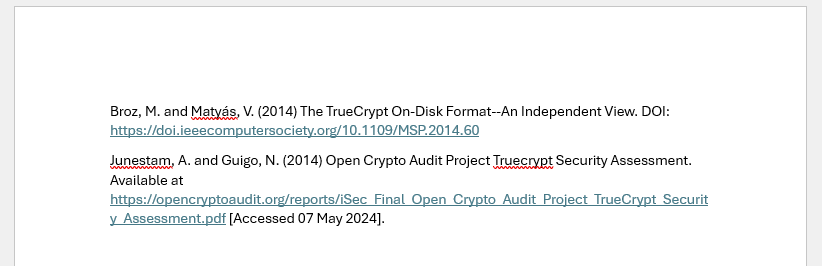 Broz, M. and Matyás, V. (2014) The TrueCrypt On-Disk Format--An Independent View. DOI:
https://doi.ieeecomputersociety.org/10.1109/MSP.2014.60
Junestam, A. and Guigo, N. (2014) Open Crypto Audit Project Truecrypt Security Assessment.
Available at
https://opencryptoaudit.org/reports/iSec_Final_Open_Crypto_Audit_Project_TrueCrypt_Securit
y_Assessment.pdf [Accessed 07 May 2024].